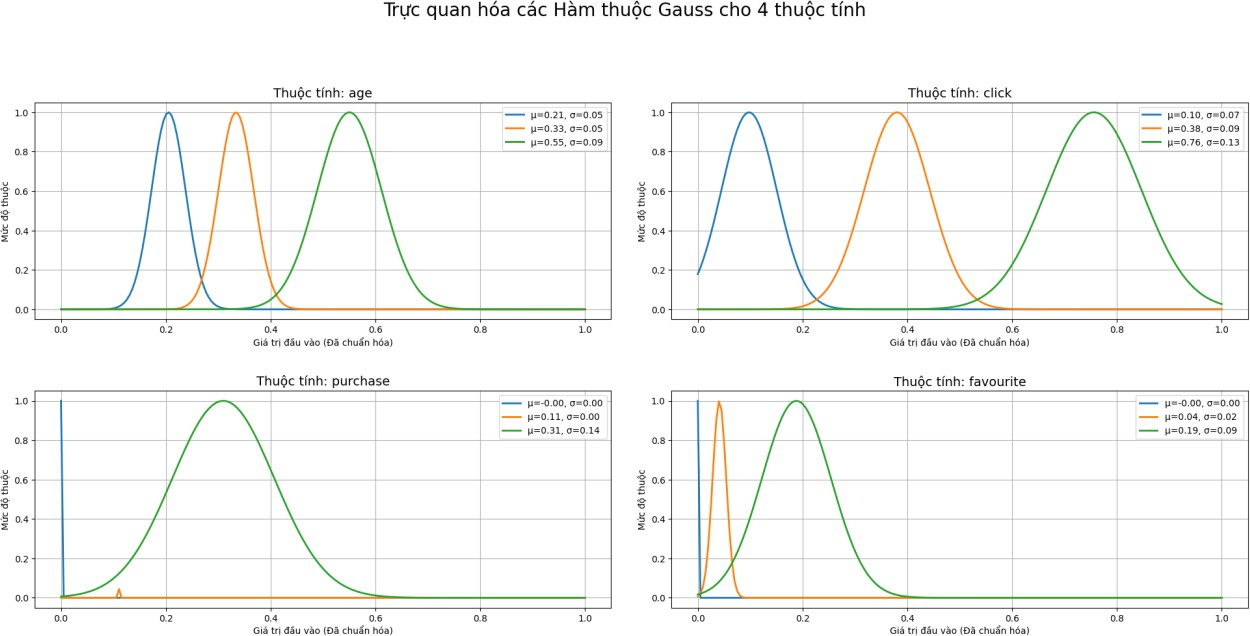 Trực quan hóa các Hàm thuộc Gauss cho 4 thuộc tính
Thuộc tính: age
1.0
0.8
0.6
0.4
0.2
0.0
Mức độ thuộc
μ=0.21, σ=0.05
μ=0.33, σ=0.05
μ=0.55, σ=0.09
0.0 0.2 0.4 0.6 0.8 1.0
Giá trị đầu vào (Đã chuẩn hóa)
Thuộc tính: click
1.0
0.8
0.6
0.4
0.2
0.0
Mức độ thuộc
μ=0.10, σ=0.07
μ=0.38, σ=0.09
μ=0.76, σ=0.13
0.0 0.2 0.4 0.6 0.8 1.0
Giá trị đầu vào (Đã chuẩn hóa)
Thuộc tính: purchase
1.0
0.8
0.6
0.4
0.2
0.0
Mức độ thuộc
μ=-0.00, σ=0.00
μ=0.11, σ=0.00
μ=0.31, σ=0.14
0.0 0.2 0.4 0.6 0.8 1.0
Giá trị đầu vào (Đã chuẩn hóa)
Thuộc tính: favourite
1.0
0.8
0.6
0.4
0.2
0.0
Mức độ thuộc
μ=-0.00, σ=0.00
μ=0.04, σ=0.02
μ=0.19, σ=0.09
0.0 0.2 0.4 0.6 0.8 1.0
Giá trị đầu vào (Đã chuẩn hóa)